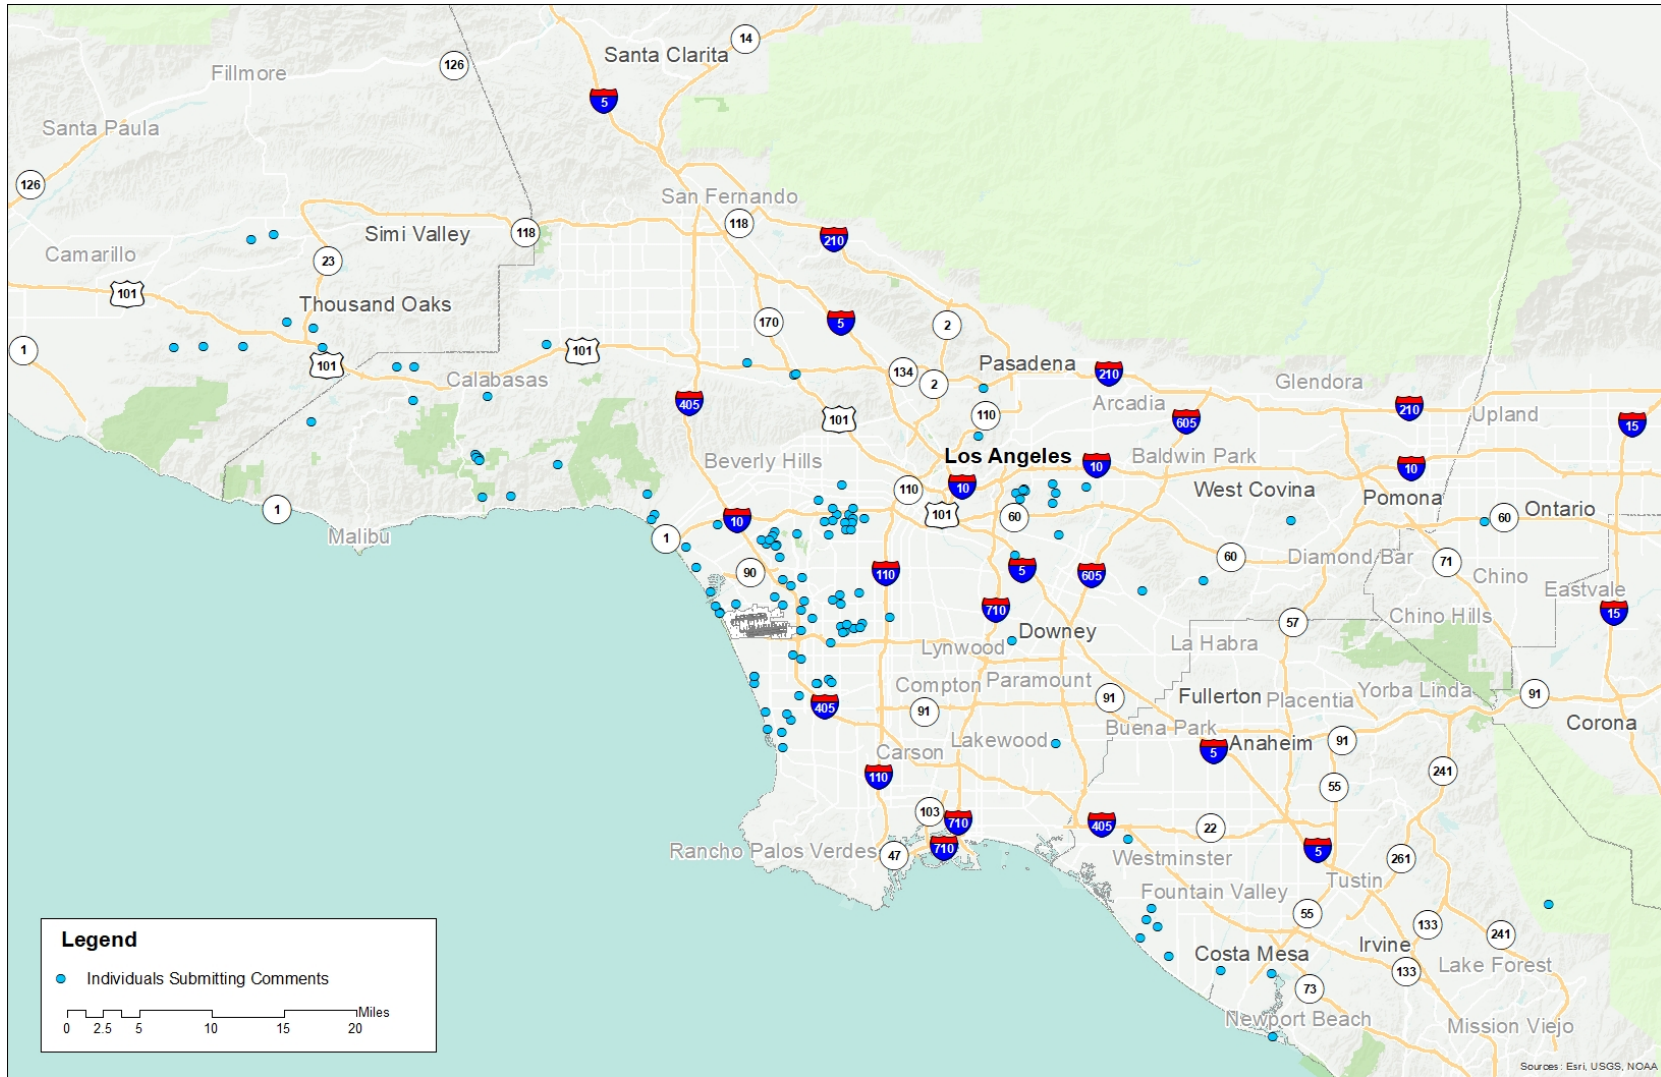 14
Santa Clarita
126
Fillmore
5
Santa Paula
126
San Fernando
118
118
Simi Valley
210
Camarillo
23
101
Thousand Oaks
170
5
2
1
101
101
Pasadena
134
2
210
Calabasas
Glendora
405
Arcadia
210
110
101
605
Upland
15
Los Angeles
Beverly Hills
10
Baldwin Park
10
110
10
West Covina
Pomona
1
10
101
60
60
Ontario
Malibu
1
60
Diamond Bar
71
90
110
5
605
Chino
Eastvale
710
15
Chino Hills
57
Downey
La Habra
Lynwood
Compton
Paramount
Fullerton
Placentia
Yorba Linda
91
405
91
91
Corona
Buena Park
Lakewood
Anaheim
91
5
Carson
110
241
55
103
710
405
22
Rancho Palos Verdes
47
710
Westminster
5
261
Tustin
Fountain Valley
55
133
241
Legend
Irvine
Costa Mesa
Lake Forest
133
Individuals Submitting Comments
73
Miles
Newport Beach
Mission Viejo
0 2.5 5 10 15 20
Sources: Esri, USGS, NOAA